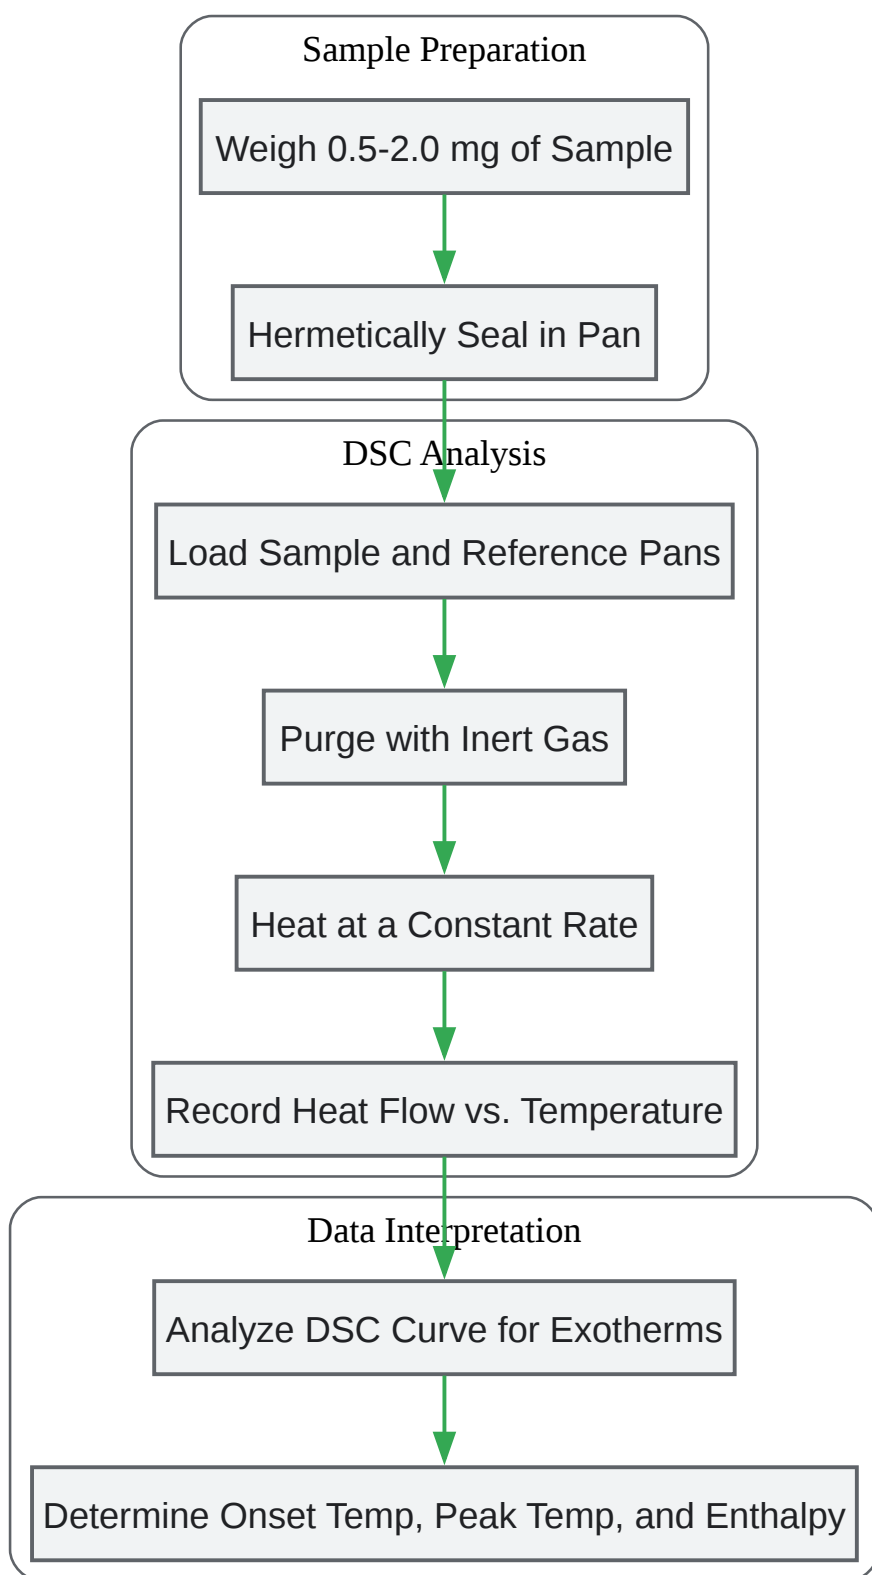 Sample Preparation
Weigh 0.5-2.0 mg of Sample
Hermetically Seal in Pan
DSC Analysis
Load Sample and Reference Pans
Purge with Inert Gas
Heat at a Constant Rate
Record Heat Flow vs. Temperature
Data Interpretation
Analyze DSC Curve for Exotherms
Determine Onset Temp, Peak Temp, and Enthalpy